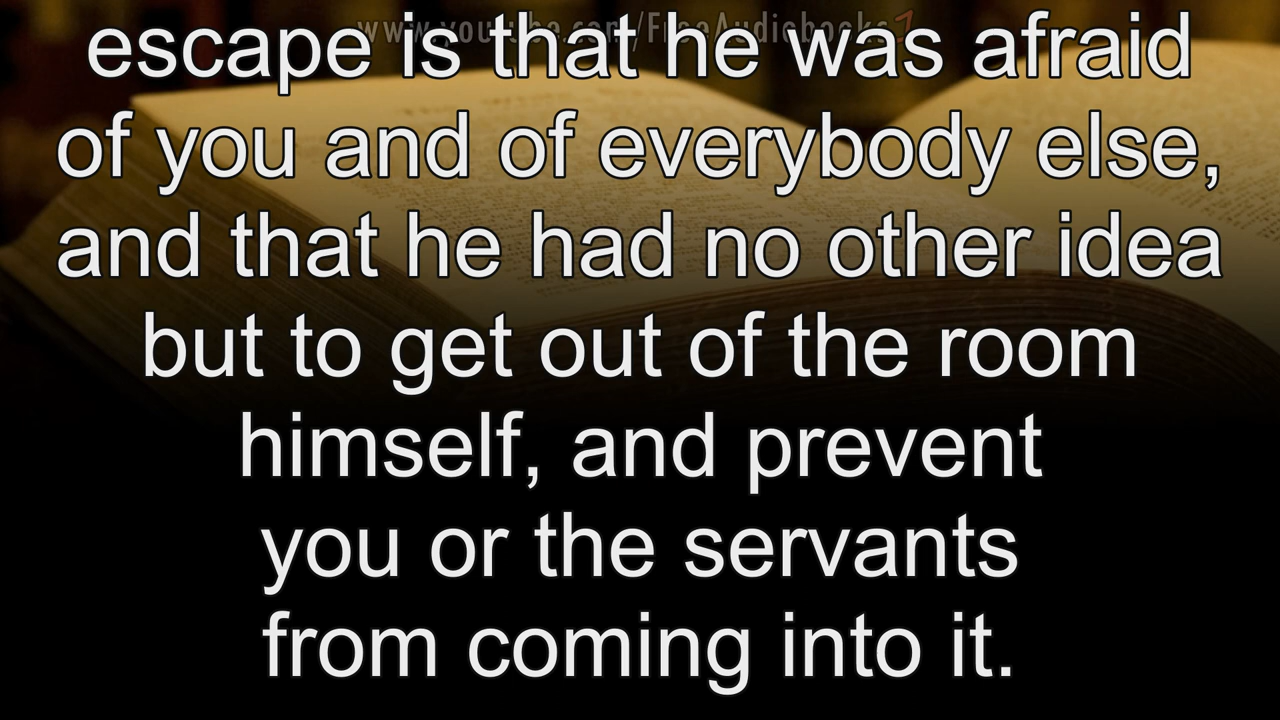 www.youtube.com/FreeAudiobooks1
escape is that he was afraid
of you and of everybody else,
and that he had no other idea
but to get out of the room
himself, and prevent
you or the servants
from coming into it.